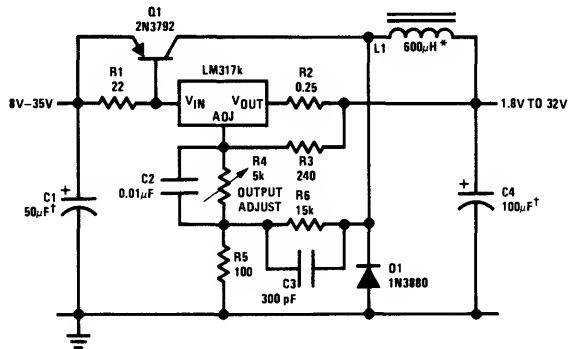 Q1
2N3792
L1
600µH *
R1
22
LM317k
R2
0.25
8V–35V
VIN
VOUT
1.8V TO 32V
ADJ
R4
5k
R3
240
C2
0.01µF
OUTPUT
ADJUST
R6
15k
C1
50µF†
+
C4
100µF†
+
R5
100
C3
300 pF
D1
1N3880